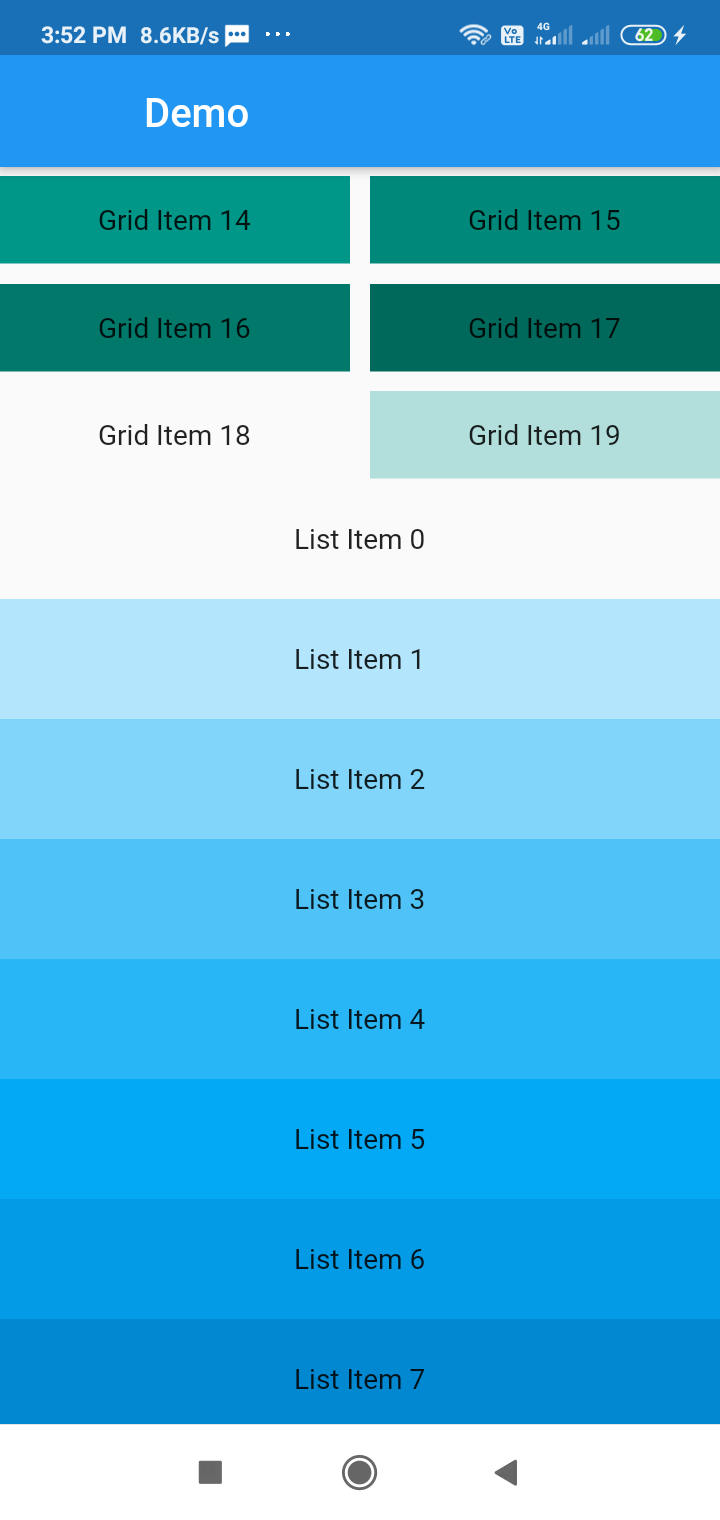 3:52 PM 8.6KB/s ... Vo LTE 4G 62
Demo
Grid Item 14 Grid Item 15
Grid Item 16 Grid Item 17
Grid Item 18 Grid Item 19
List Item 0
List Item 1
List Item 2
List Item 3
List Item 4
List Item 5
List Item 6
List Item 7